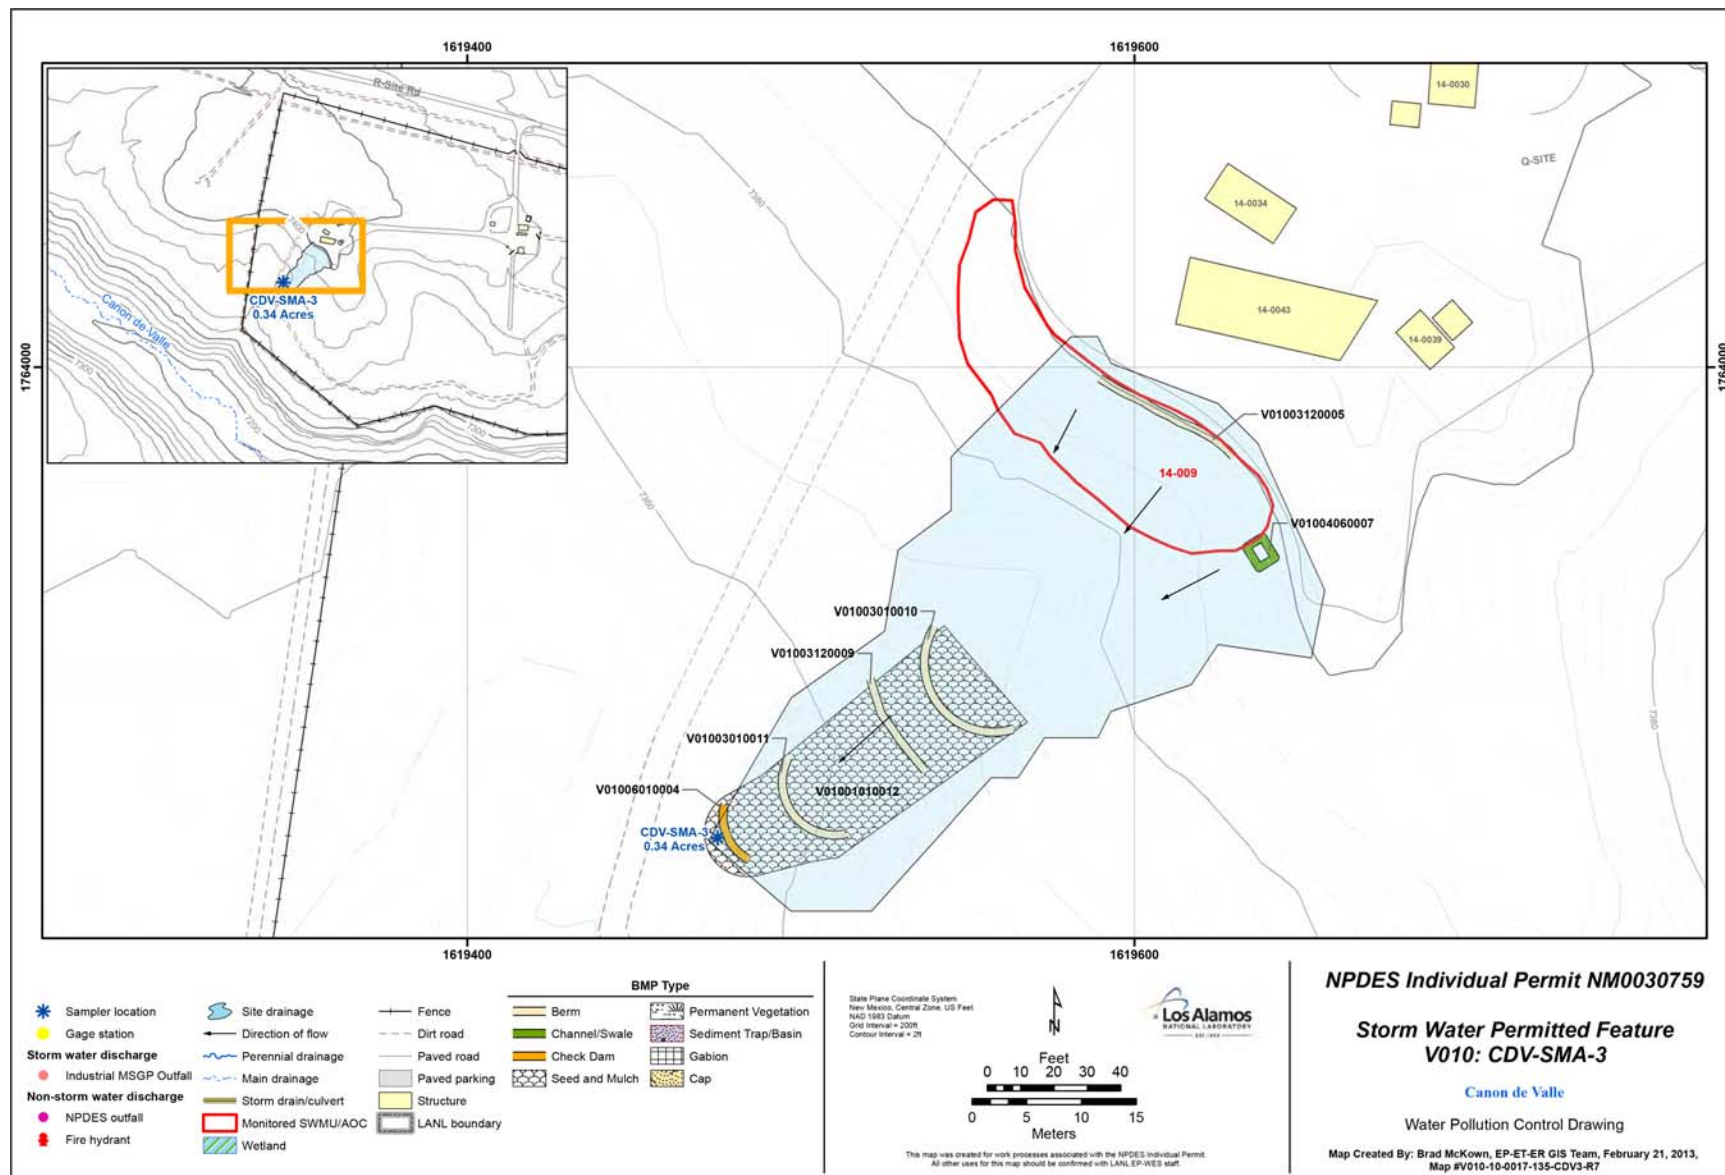 1619400
1619600
R-Site Rd
7400
CDV-SMA-3
0.34 Acres
Canon de Valle
7300
7200
7300
1764000
1764000
14-0030
Q-SITE
14-0034
14-0043
14-0039
7380
7360
7380
V01003120005
14-009
V01004060007
V01003010010
V01003120009
V01003010011
V01001010012
V01006010004
CDV-SMA-3
0.34 Acres
1619400
1619600
Sampler location
Gage station
Storm water discharge
Industrial MSGP Outfall
Non-storm water discharge
NPDES outfall
Fire hydrant
Site drainage
Direction of flow
Perennial drainage
Main drainage
Storm drain/culvert
Monitored SWMU/AOC
Wetland
Fence
Dirt road
Paved road
Paved parking
Structure
LANL boundary
BMP Type
Berm
Channel/Swale
Check Dam
Seed and Mulch
Permanent Vegetation
Sediment Trap/Basin
Gabion
Cap
State Plane Coordinate System
New Mexico, Central Zone, US Feet
NAD 1983 Datum
Grid Interval = 200ft
Contour Interval = 2ft
N
Los Alamos
NATIONAL LABORATORY
EST. 1943
Feet
0 10 20 30 40
0 5 10 15
Meters
This map was created for work processes associated with the NPDES Individual Permit.
All other uses for this map should be confirmed with LANL EP-WES staff.
NPDES Individual Permit NM0030759
Storm Water Permitted Feature
V010: CDV-SMA-3
Canon de Valle
Water Pollution Control Drawing
Map Created By: Brad McKown, EP-ET-ER GIS Team, February 21, 2013,
Map #V010-10-0017-135-CDV3-R7